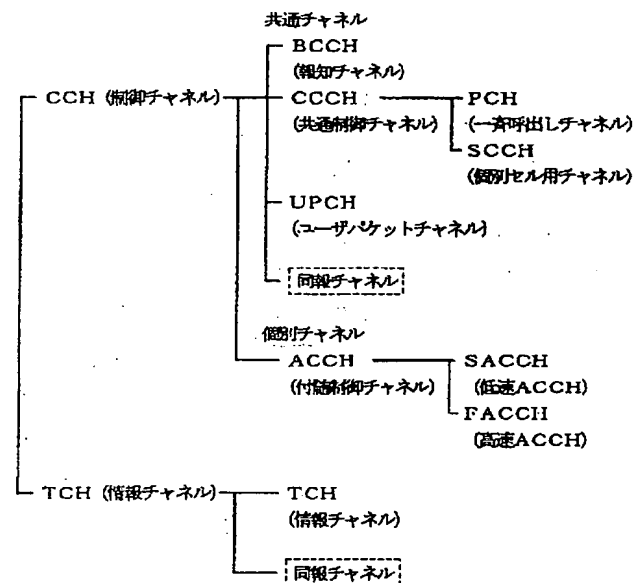 共通チャネル
BCCH
(報知チャネル)
CCH (制御チャネル)
CCCH
(共通制御チャネル)
PCH
(一斉呼出しチャネル)
SCCH
(個別セル用チャネル)
UPCH
(ユーザパケットチャネル)
同報チャネル
個別チャネル
ACCH
(付随制御チャネル)
SACCH
(低速ACCH)
FACCH
(高速ACCH)
TCH (情報チャネル)
TCH
(情報チャネル)
同報チャネル